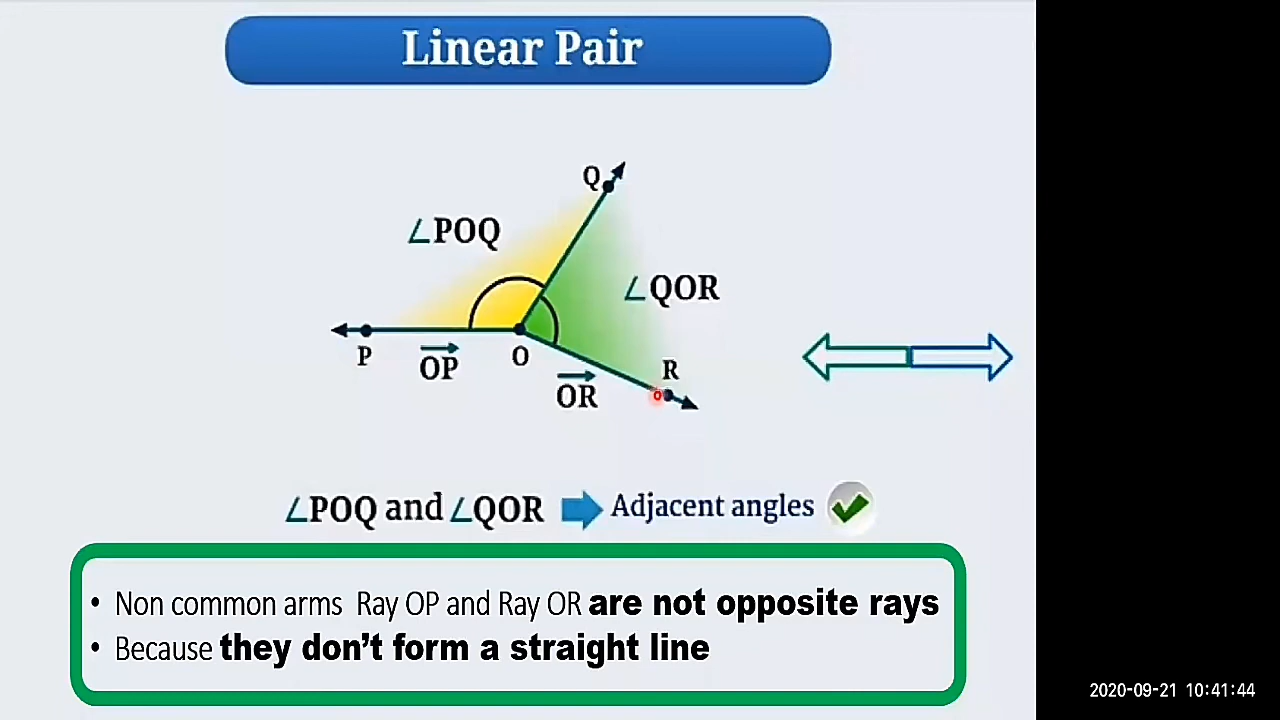 Linear Pair
Q
∠POQ
∠QOR
P
OP
O
R
OR
∠POQ and ∠QOR Adjacent angles
• Non common arms Ray OP and Ray OR are not opposite rays
• Because they don't form a straight line
2020-09-21 10:41:44